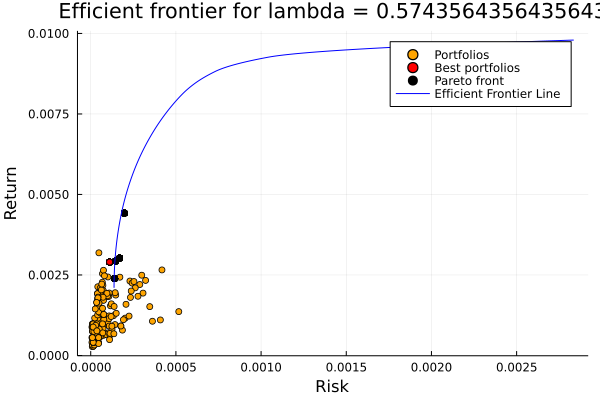 Efficient frontier for lambda = 0.5743564356435643
0.0100
0.0075
0.0050
0.0025
0.0000
Return
Portfolios
Best portfolios
Pareto front
Efficient Frontier Line
0.0000 0.0005 0.0010 0.0015 0.0020 0.0025
Risk